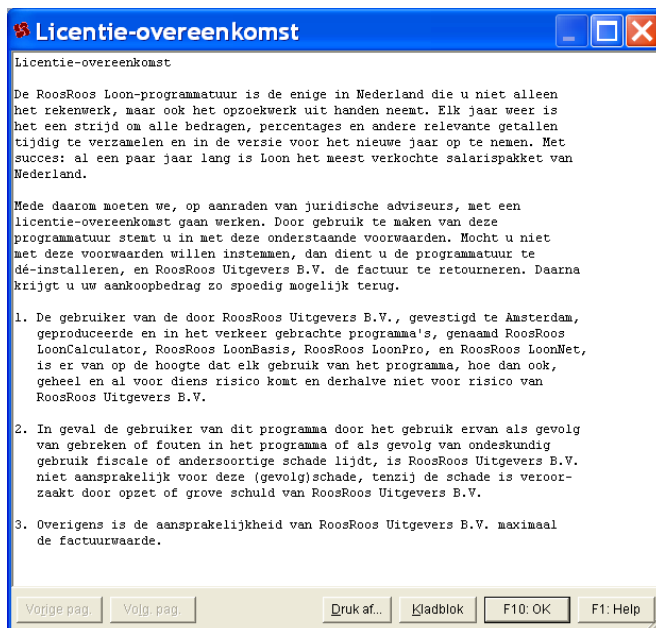 Licentie-overeenkomst
Licentie-overeenkomst
De RoosRoos Loon-programmatuur is de enige in Nederland die u niet alleen
het rekenwerk, maar ook het opzoekwerk uit handen neemt. Elk jaar weer is
het een strijd om alle bedragen, percentages en andere relevante getallen
tijdig te verzamelen en in de versie voor het nieuwe jaar op te nemen. Met
succes: al een paar jaar lang is Loon het meest verkochte salarispakket van
Nederland.
Mede daarom moeten we, op aanraden van juridische adviseurs, met een
licentie-overeenkomst gaan werken. Door gebruik te maken van deze
programmatuur stemt u in met deze onderstaande voorwaarden. Mocht u niet
met deze voorwaarden willen instemmen, dan dient u de programmatuur te
dé-installeren, en RoosRoos Uitgevers B.V. de factuur te retourneren. Daarna
krijgt u uw aankoopbedrag zo spoedig mogelijk terug.
1. De gebruiker van de door RoosRoos Uitgevers B.V., gevestigd te Amsterdam,
geproduceerde en in het verkeer gebrachte programma's, genaamd RoosRoos
LoonCalculator, RoosRoos LoonBasis, RoosRoos LoonPro, en RoosRoos LoonNet,
is er van op de hoogte dat elk gebruik van het programma, hoe dan ook,
geheel en al voor diens risico komt en derhalve niet voor risico van
RoosRoos Uitgevers B.V.
2. In geval de gebruiker van dit programma door het gebruik ervan als gevolg
van gebreken of fouten in het programma of als gevolg van ondeskundig
gebruik fiscale of andersoortige schade lijdt, is RoosRoos Uitgevers B.V.
niet aansprakelijk voor deze (gevolg)schade, tenzij de schade is veroor-
zaakt door opzet of grove schuld van RoosRoos Uitgevers B.V.
3. Overigens is de aansprakelijkheid van RoosRoos Uitgevers B.V. maximaal
de factuurwaarde.
Vorige pag. Volg. pag. Druk af... Kladblok F10: OK F1: Help